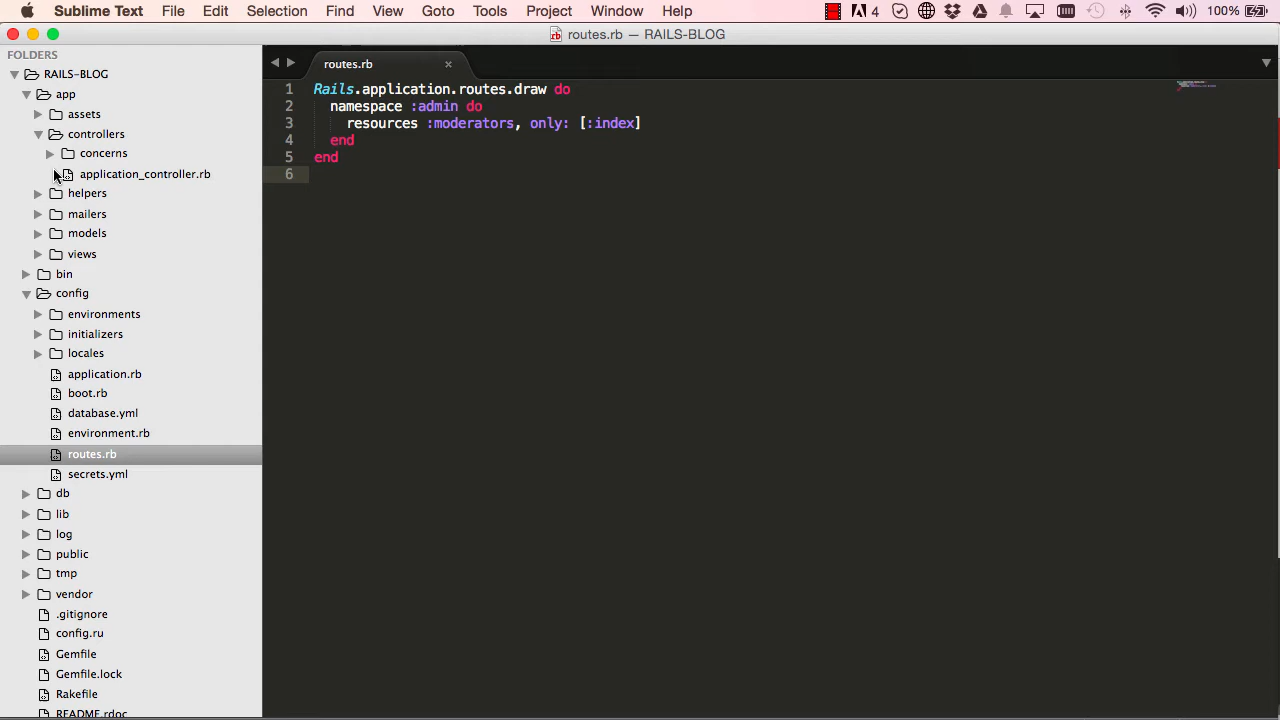 Sublime Text File Edit Selection Find View Goto Tools Project Window Help 4 100%
routes.rb — RAILS-BLOG
FOLDERS
RAILS-BLOG
app
assets
controllers
concerns
application_controller.rb
helpers
mailers
models
views
bin
config
environments
initializers
locales
application.rb
boot.rb
database.yml
environment.rb
routes.rb
secrets.yml
db
lib
log
public
tmp
vendor
.gitignore
config.ru
Gemfile
Gemfile.lock
Rakefile
README.rdoc
routes.rb ×
1 Rails.application.routes.draw do
2 namespace :admin do
3 resources :moderators, only: [:index]
4 end
5 end
6